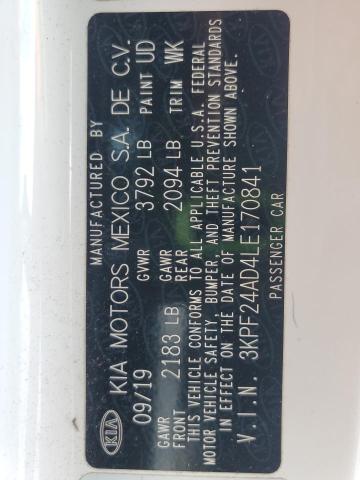 MANUFACTURED BY
KIA KIA MOTORS MEXICO S.A. DE C.V.
09/19 GVWR 3792 LB PAINT UD
GAWR FRONT 2183 LB GAWR REAR 2094 LB TRIM WK
THIS VEHICLE CONFORMS TO ALL APPLICABLE U.S.A. FEDERAL
MOTOR VEHICLE SAFETY, BUMPER, AND THEFT PREVENTION STANDARDS
IN EFFECT ON THE DATE OF MANUFACTURE SHOWN ABOVE.
V.I.N. 3KPF24AD4LE170841
PASSENGER CAR